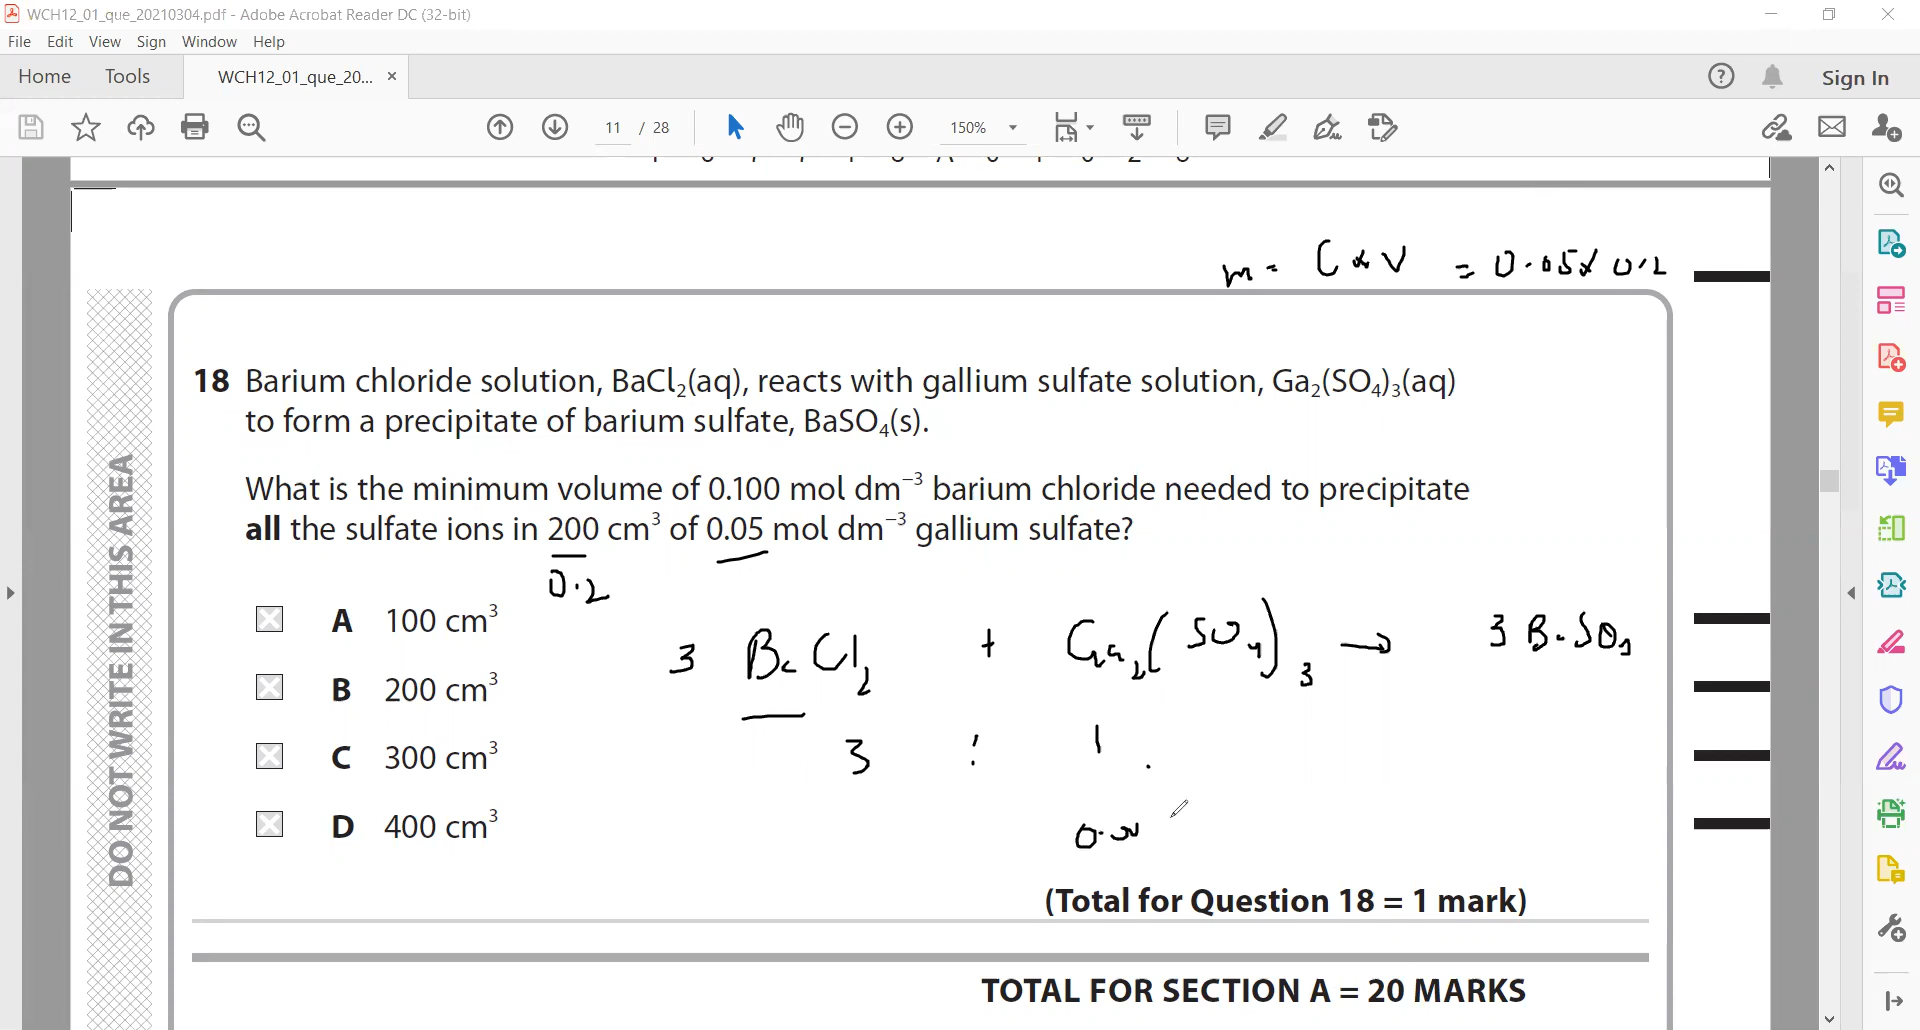 WCH12_01_que_20210304.pdf - Adobe Acrobat Reader DC (32-bit)
File Edit View Sign Window Help
Home Tools WCH12_01_que_20... × Sign In
11 / 28 150%
m = C x V = 0.05 x 0.2
18 Barium chloride solution, BaCl₂(aq), reacts with gallium sulfate solution, Ga₂(SO₄)₃(aq)
to form a precipitate of barium sulfate, BaSO₄(s).
What is the minimum volume of 0.100 mol dm⁻³ barium chloride needed to precipitate
all the sulfate ions in 200 cm³ of 0.05 mol dm⁻³ gallium sulfate?
0.2
A 100 cm³
B 200 cm³
C 300 cm³
D 400 cm³
3 BaCl₂ + Ga₂(SO₄)₃ → 3 BaSO₄
3 : 1
(Total for Question 18 = 1 mark)
TOTAL FOR SECTION A = 20 MARKS
DO NOT WRITE IN THIS AREA